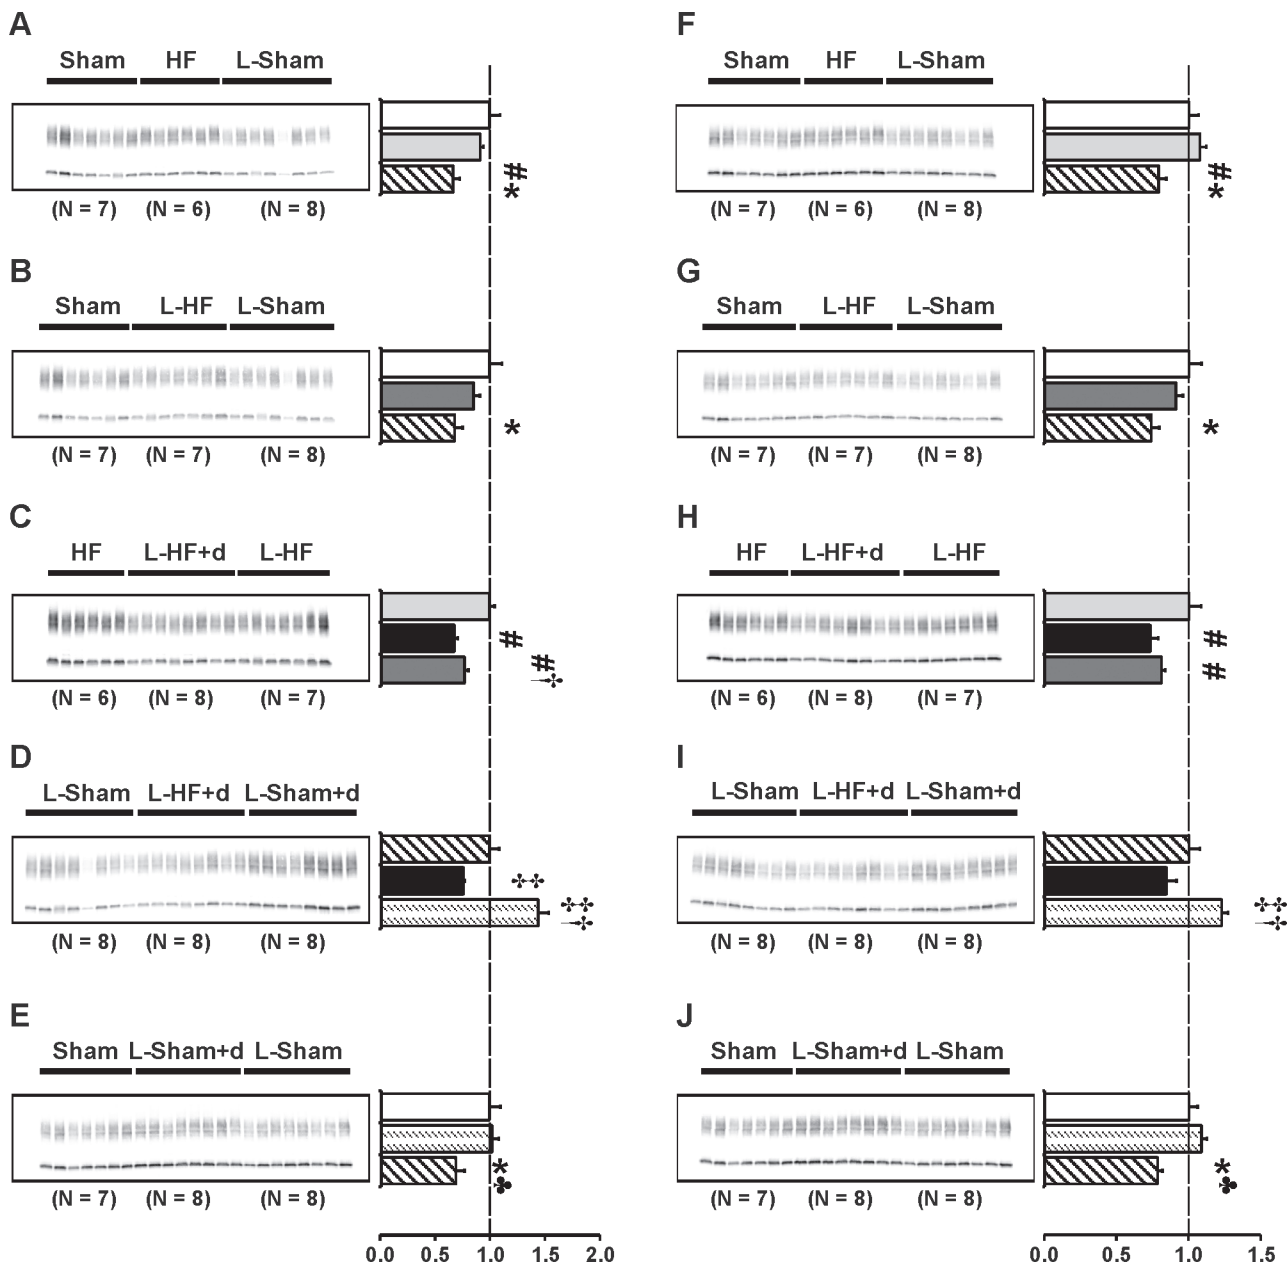 A
Sham HF L-Sham
#
*
(N = 7) (N = 6) (N = 8)
B
Sham L-HF L-Sham
*
(N = 7) (N = 7) (N = 8)
C
HF L-HF+d L-HF
#
#
(N = 6) (N = 8) (N = 7)
D
L-Sham L-HF+d L-Sham+d
(N = 8) (N = 8) (N = 8)
E
Sham L-Sham+d L-Sham
*
♣
(N = 7) (N = 8) (N = 8)
0.0 0.5 1.0 1.5 2.0
F
Sham HF L-Sham
#
*
(N = 7) (N = 6) (N = 8)
G
Sham L-HF L-Sham
*
(N = 7) (N = 7) (N = 8)
H
HF L-HF+d L-HF
#
#
(N = 6) (N = 8) (N = 7)
I
L-Sham L-HF+d L-Sham+d
(N = 8) (N = 8) (N = 8)
J
Sham L-Sham+d L-Sham
*
♣
(N = 7) (N = 8) (N = 8)
0.0 0.5 1.0 1.5